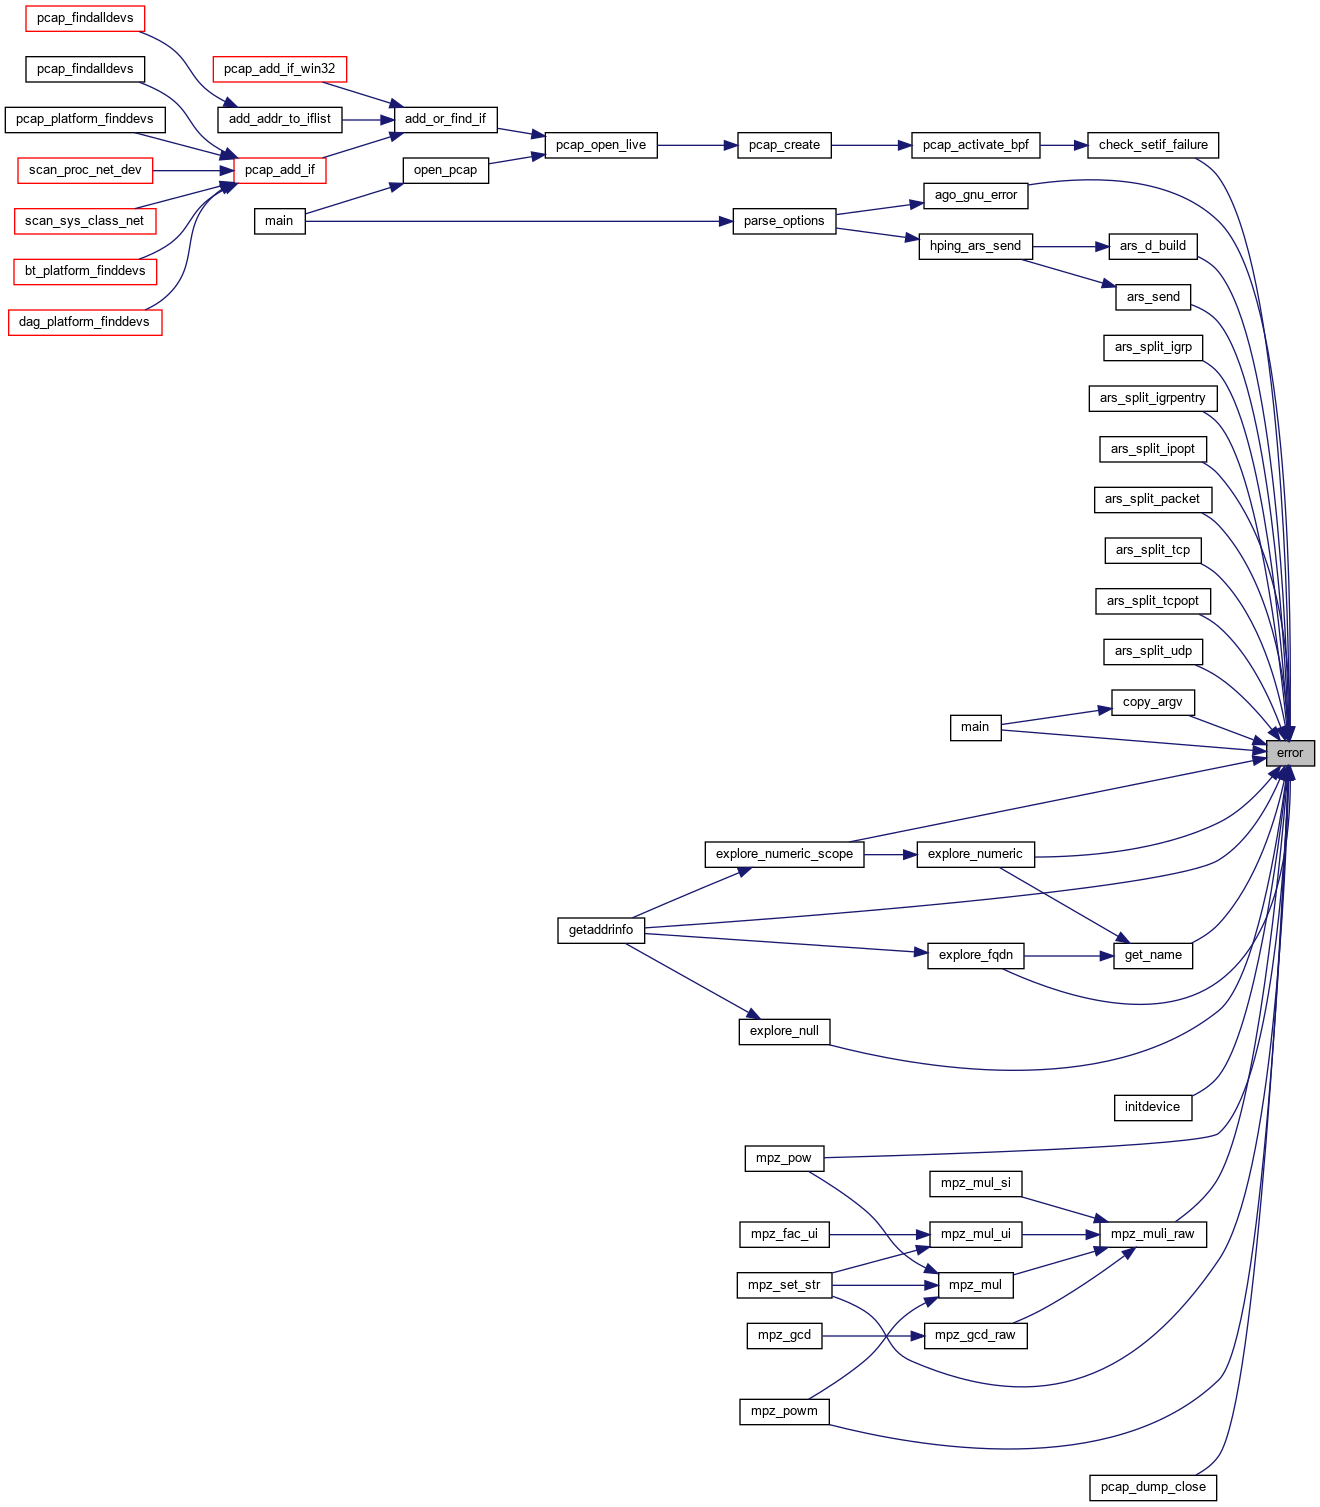 pcap_findalldevs
pcap_findalldevs
pcap_add_if_win32
pcap_platform_finddevs
add_addr_to_iflist
add_or_find_if
pcap_open_live
pcap_create
pcap_activate_bpf
check_setif_failure
scan_proc_net_dev
pcap_add_if
open_pcap
ago_gnu_error
scan_sys_class_net
main
parse_options
hping_ars_send
ars_d_build
bt_platform_finddevs
ars_send
dag_platform_finddevs
ars_split_igrp
ars_split_igrpentry
ars_split_ipopt
ars_split_packet
ars_split_tcp
ars_split_tcpopt
ars_split_udp
copy_argv
main
error
explore_numeric_scope
explore_numeric
getaddrinfo
explore_fqdn
get_name
explore_null
initdevice
mpz_pow
mpz_mul_si
mpz_fac_ui
mpz_mul_ui
mpz_muli_raw
mpz_set_str
mpz_mul
mpz_gcd
mpz_gcd_raw
mpz_powm
pcap_dump_close